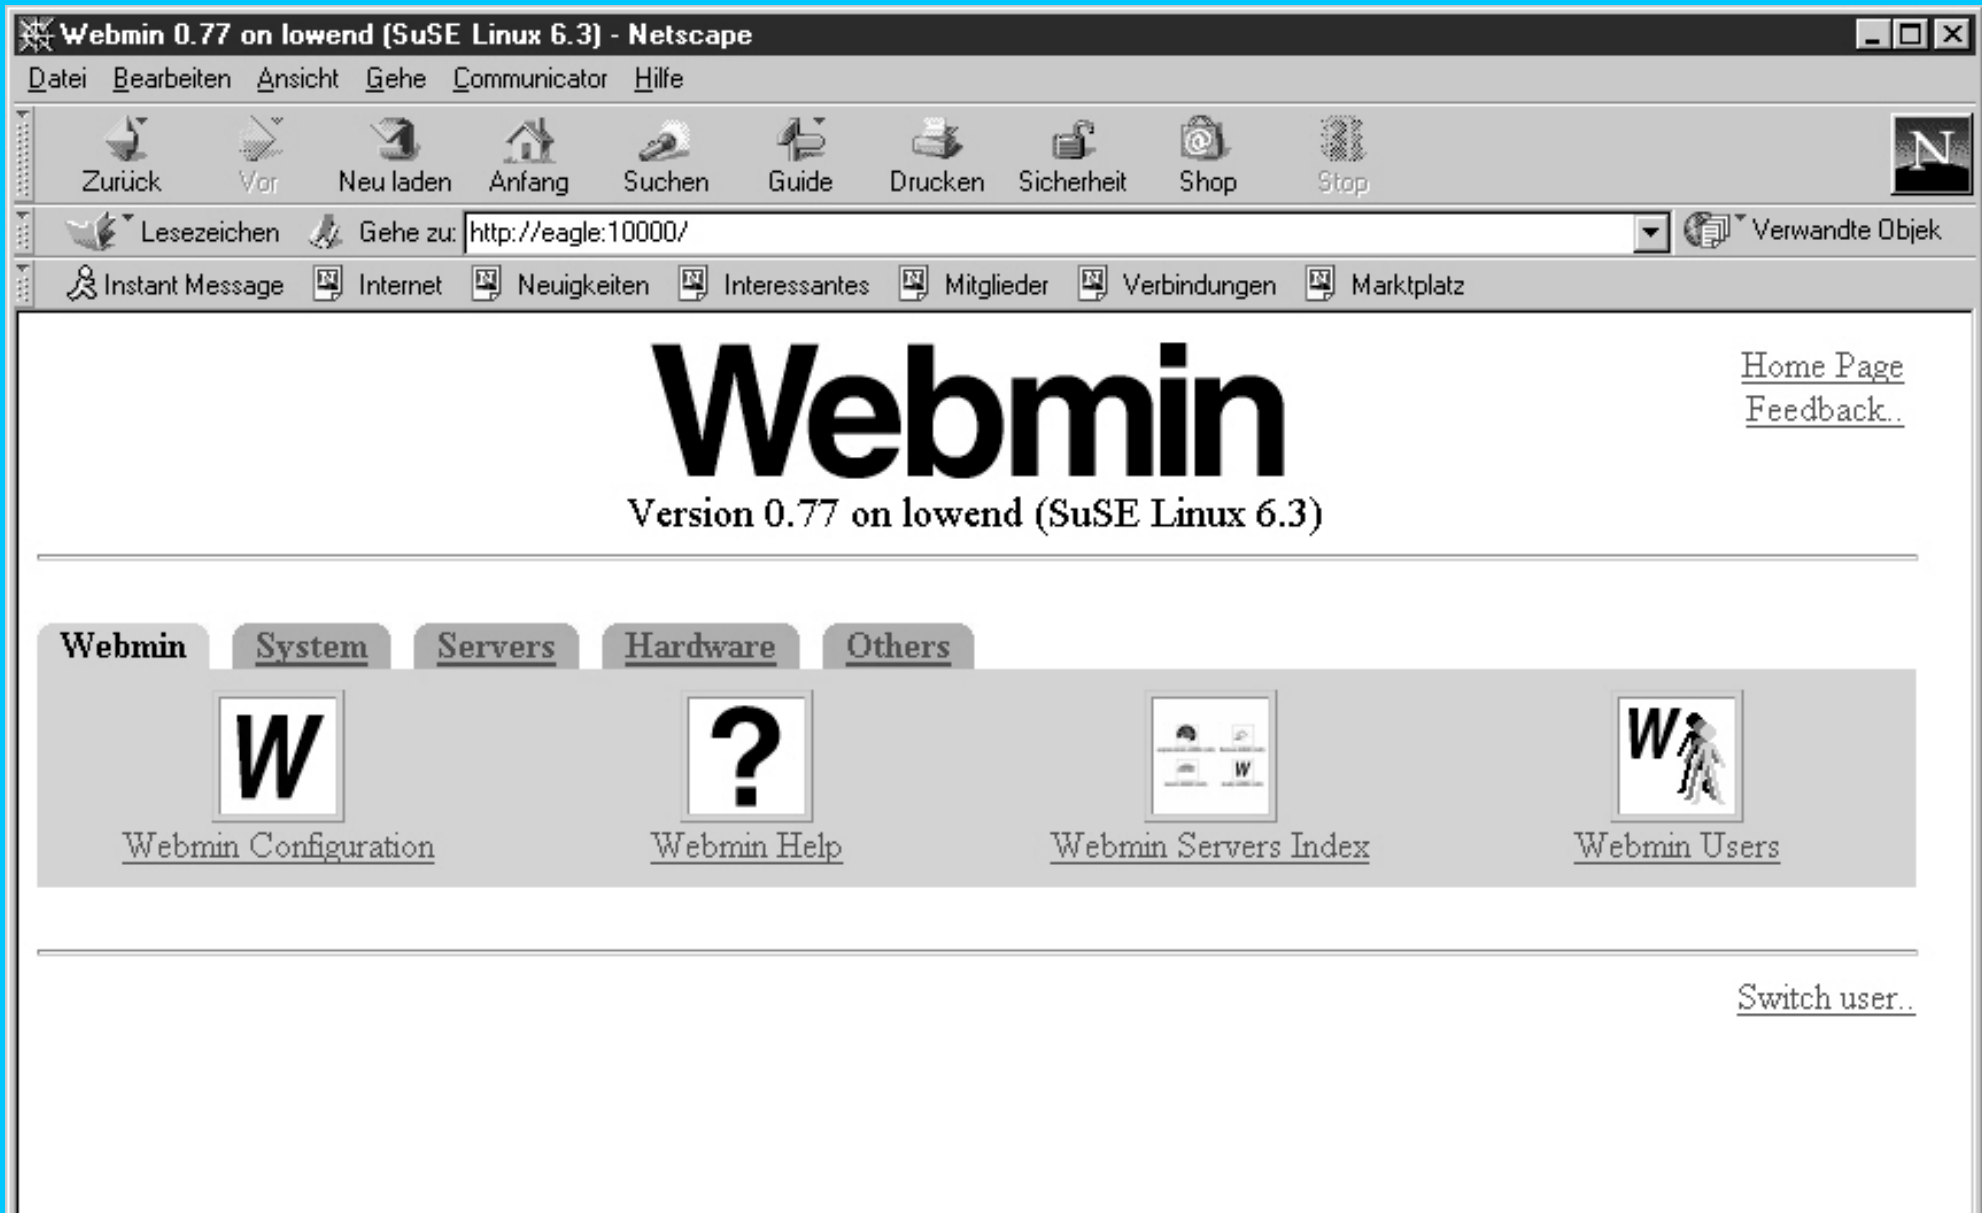 Webmin 0.77 on lowend (SuSE Linux 6.3) - Netscape
Datei Bearbeiten Ansicht Gehe Communicator Hilfe
Zurück Vor Neu laden Anfang Suchen Guide Drucken Sicherheit Shop Stop
N
Lesezeichen Gehe zu: http://eagle:10000/ Verwandte Objek
Instant Message Internet Neuigkeiten Interessantes Mitglieder Verbindungen Marktplatz
Webmin
Home Page
Feedback..
Version 0.77 on lowend (SuSE Linux 6.3)
Webmin System Servers Hardware Others
W ? W W
Webmin Configuration Webmin Help Webmin Servers Index Webmin Users
Switch user..